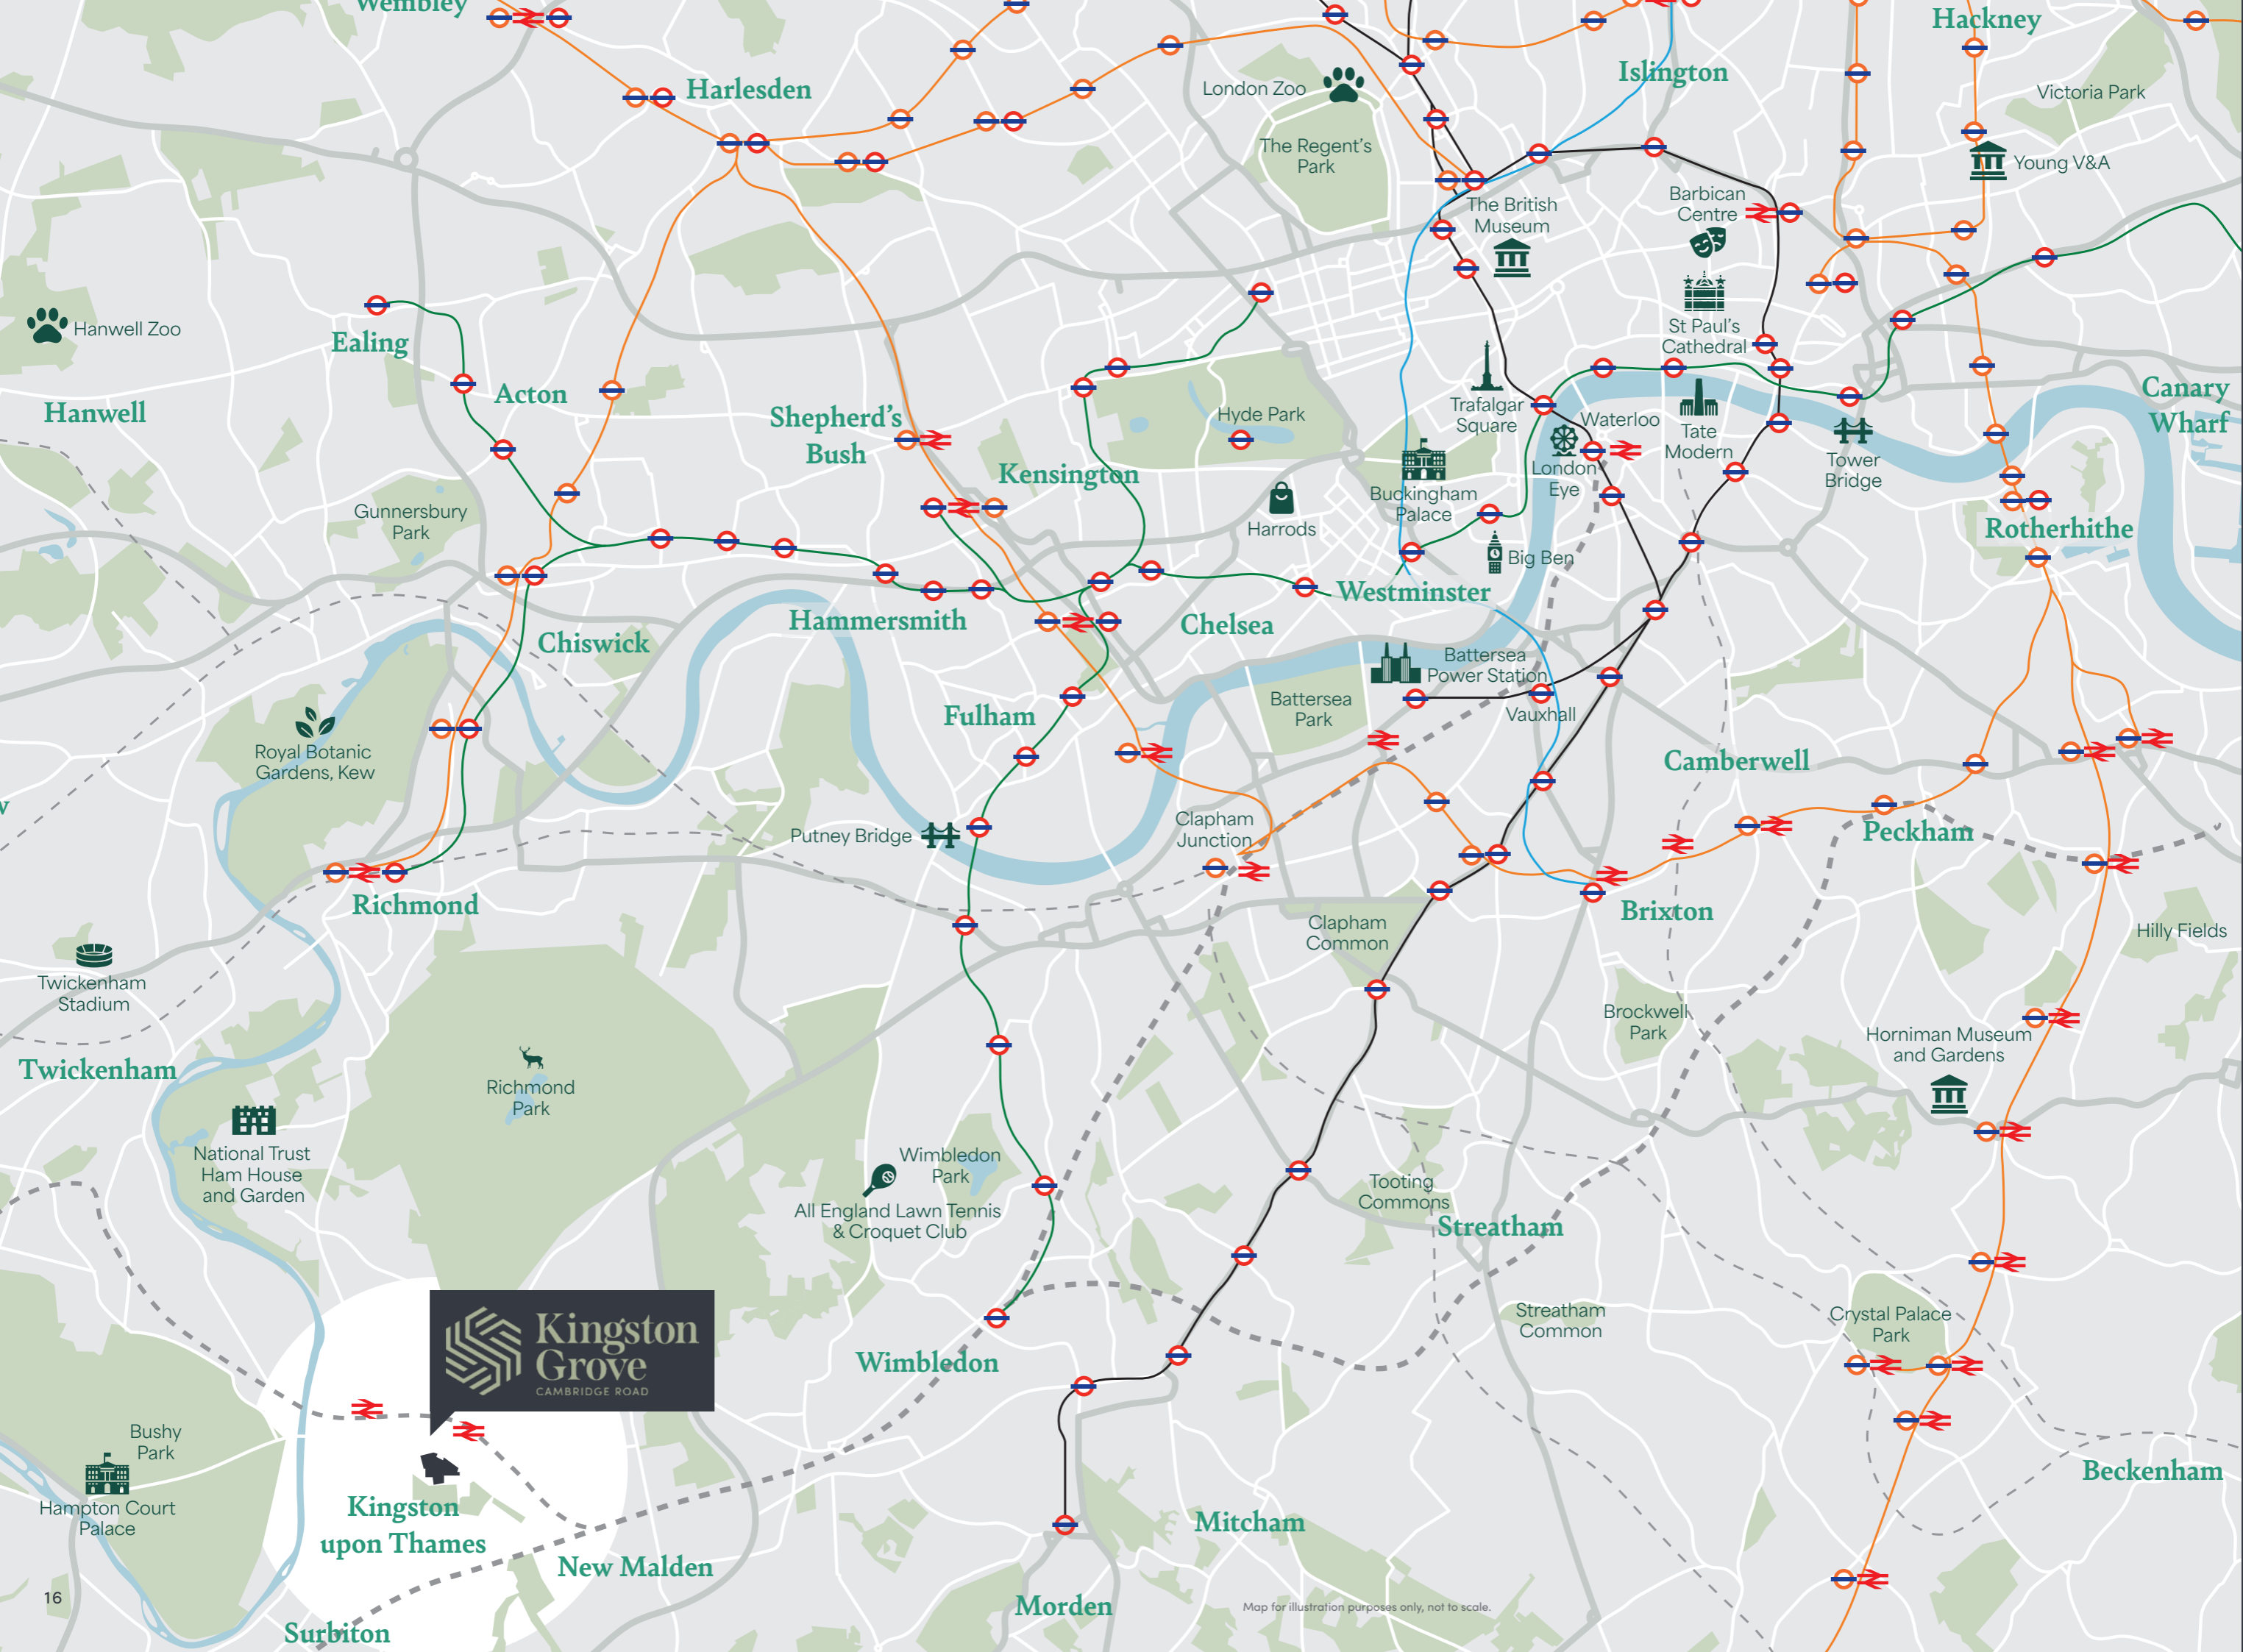 Wembley
Hackney
Harlesden
London Zoo
Islington
Victoria Park
The Regent's
Park
Young V&A
The British
Museum
Barbican
Centre
Hanwell Zoo
Ealing
St Paul's
Cathedral
Hanwell
Acton
Shepherd's
Bush
Hyde Park
Trafalgar
Square
Waterloo
Tate
Modern
Canary
Wharf
Kensington
London
Eye
Tower
Bridge
Gunnersbury
Park
Harrods
Buckingham
Palace
Big Ben
Rotherhithe
Westminster
Hammersmith
Chelsea
Chiswick
Battersea
Power Station
Battersea
Park
Vauxhall
Fulham
Royal Botanic
Gardens, Kew
Camberwell
w
Putney Bridge
Clapham
Junction
Peckham
Richmond
Brixton
Clapham
Common
Hilly Fields
Twickenham
Stadium
Brockwell
Park
Horniman Museum
and Gardens
Twickenham
Richmond
Park
National Trust
Ham House
and Garden
Wimbledon
Park
All England Lawn Tennis
& Croquet Club
Tooting
Commons
Streatham
Kingston
Grove
CAMBRIDGE ROAD
Streatham
Common
Crystal Palace
Park
Wimbledon
Bushy
Park
Hampton Court
Palace
Kingston
upon Thames
Beckenham
Mitcham
New Malden
16
Morden
Map for illustration purposes only, not to scale.
Surbiton